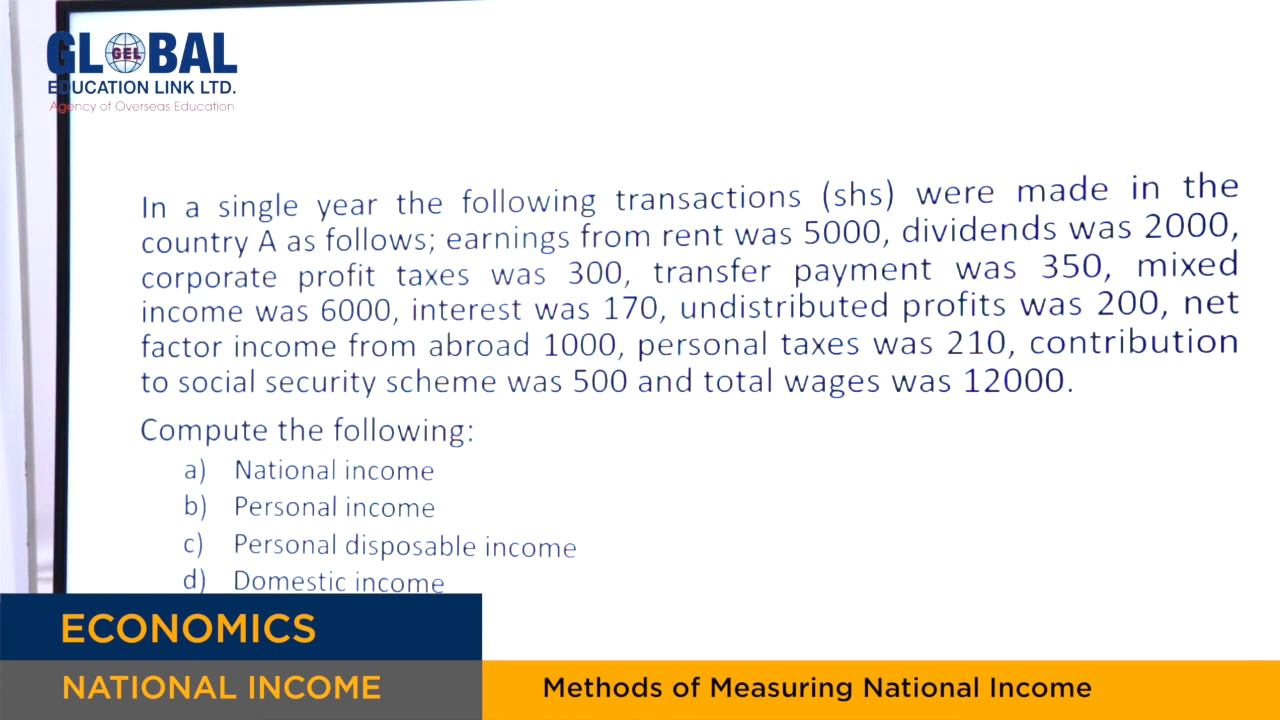 GLOBAL
GEL
EDUCATION LINK LTD.
Agency of Overseas Education
In a single year the following transactions (shs) were made in the
country A as follows; earnings from rent was 5000, dividends was 2000,
corporate profit taxes was 300, transfer payment was 350, mixed
income was 6000, interest was 170, undistributed profits was 200, net
factor income from abroad 1000, personal taxes was 210, contribution
to social security scheme was 500 and total wages was 12000.
Compute the following:
a) National income
b) Personal income
c) Personal disposable income
d) Domestic income
ECONOMICS
NATIONAL INCOME
Methods of Measuring National Income